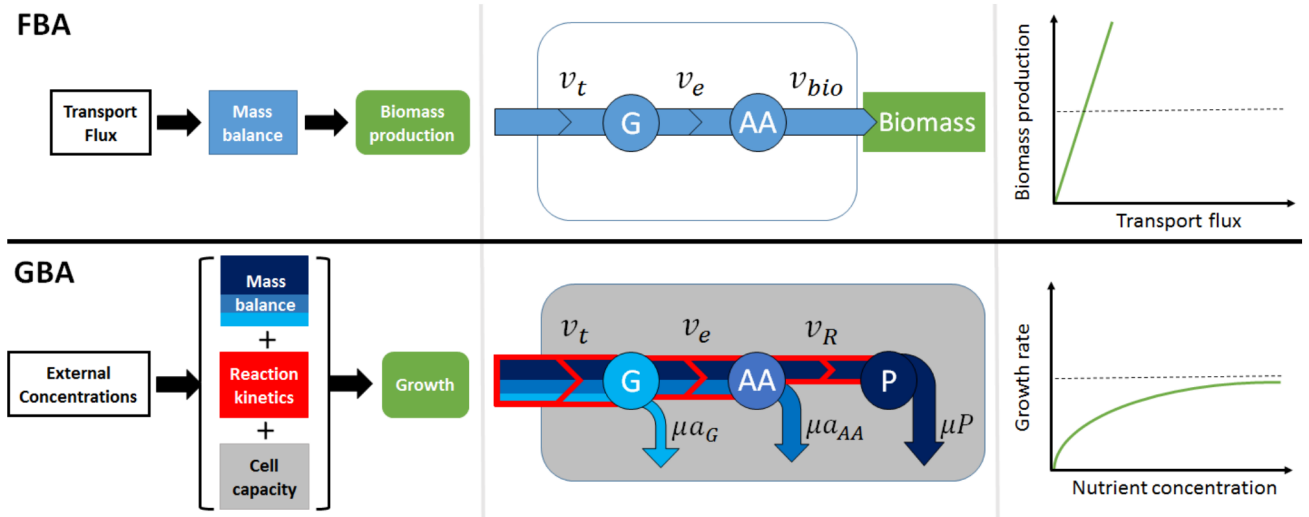 FBA
Transport
Flux
Mass
balance
Biomass
production
v_t
v_e
v_bio
G
AA
Biomass
Biomass production
Transport flux
GBA
External
Concentrations
Mass
balance
+
Reaction
kinetics
+
Cell
capacity
Growth
v_t
v_e
v_R
G
AA
P
μa_G
μa_AA
μP
Growth rate
Nutrient concentration